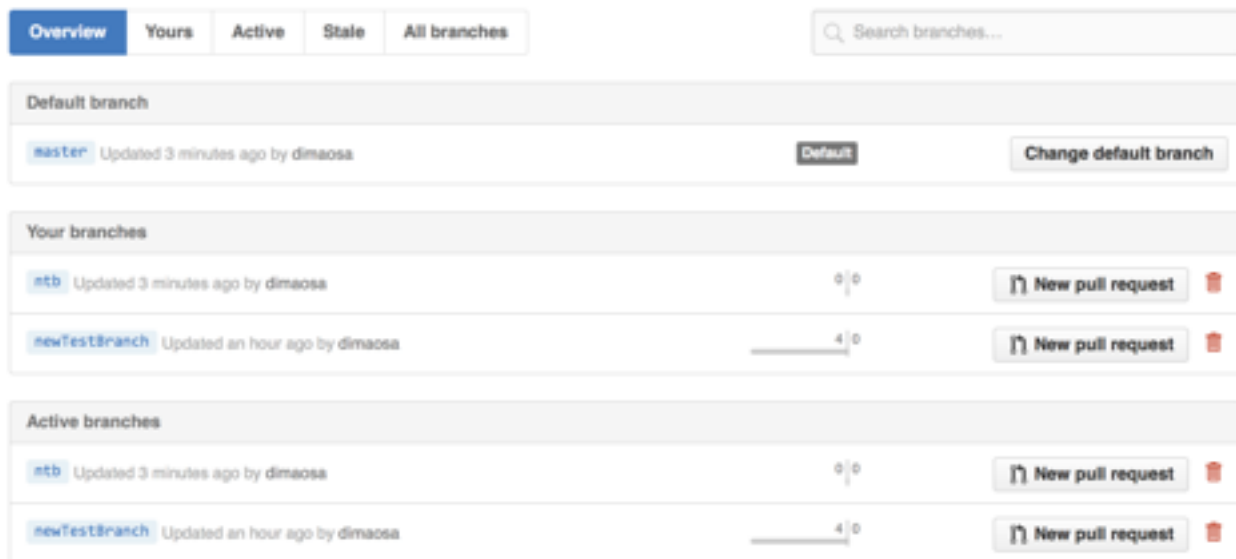 Overview Yours Active Stale All branches Search branches...
Default branch
master Updated 3 minutes ago by dimaosa Default Change default branch
Your branches
ntb Updated 3 minutes ago by dimaosa 0 0 New pull request
newTestBranch Updated an hour ago by dimaosa 4 0 New pull request
Active branches
ntb Updated 3 minutes ago by dimaosa 0 0 New pull request
newTestBranch Updated an hour ago by dimaosa 4 0 New pull request